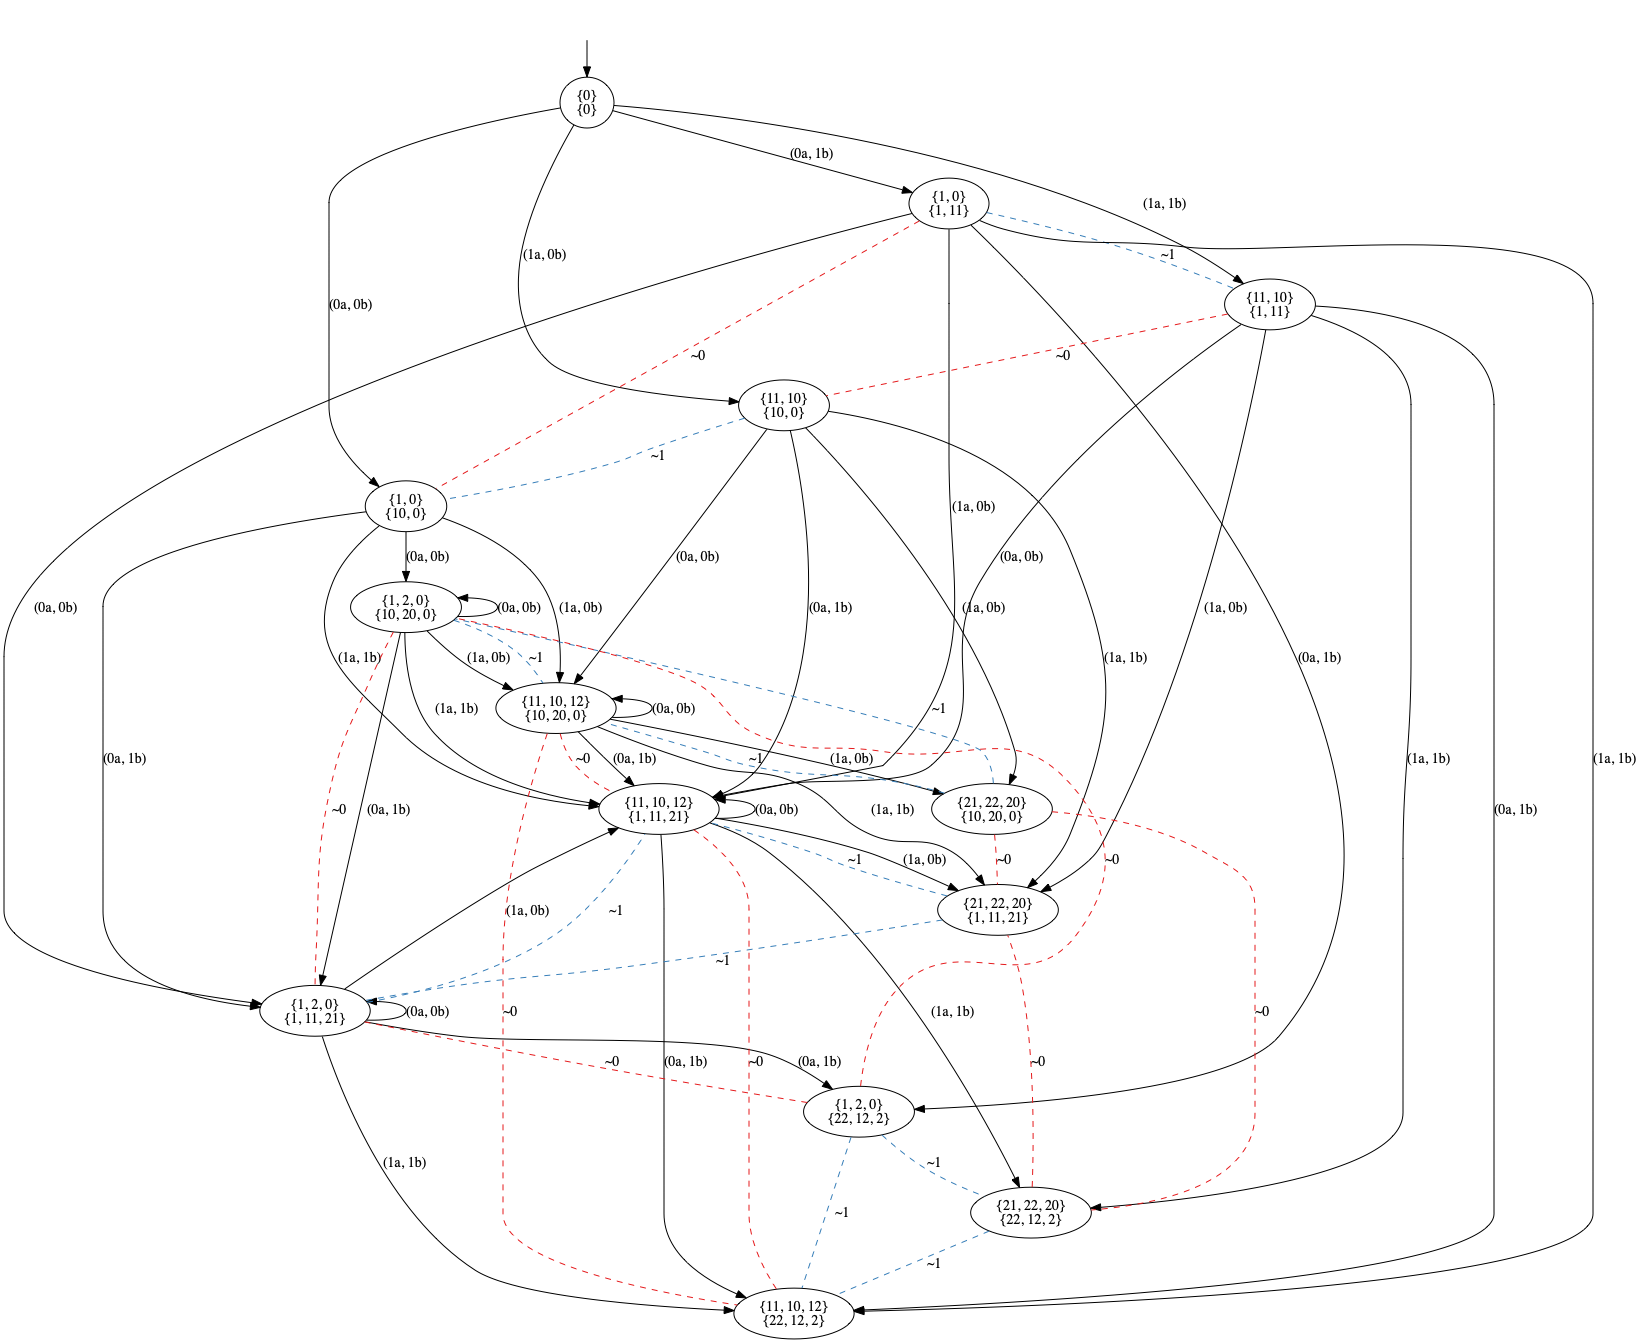 {0}
{0}
(0a, 1b)
{1, 0}
{1, 11}
(1a, 1b)
(1a, 0b)
~1
(0a, 0b)
{11, 10}
{1, 11}
~0
~0
{11, 10}
{10, 0}
~1
{1, 0}
{10, 0}
(1a, 0b)
(0a, 0b)
(0a, 0b)
(0a, 0b)
(0a, 0b)
{1, 2, 0}
{10, 20, 0}
(0a, 0b)
(1a, 0b)
(0a, 1b)
(1a, 0b)
(1a, 0b)
(1a, 1b)
(1a, 0b)
~1
(1a, 1b)
(0a, 1b)
{11, 10, 12}
{10, 20, 0}
(0a, 0b)
(1a, 1b)
~1
(0a, 1b)
~0
(0a, 1b)
~1
(1a, 0b)
(1a, 1b)
(1a, 1b)
~0
(0a, 1b)
{11, 10, 12}
{1, 11, 21}
(0a, 0b)
(1a, 1b)
{21, 22, 20}
{10, 20, 0}
(0a, 1b)
~1
(1a, 0b)
~0
~0
(1a, 0b)
~1
{21, 22, 20}
{1, 11, 21}
~1
{1, 2, 0}
{1, 11, 21}
(0a, 0b)
~0
(1a, 1b)
~0
~0
(0a, 1b)
~0
(0a, 1b)
~0
{1, 2, 0}
{22, 12, 2}
(1a, 1b)
~1
~1
{21, 22, 20}
{22, 12, 2}
~1
{11, 10, 12}
{22, 12, 2}